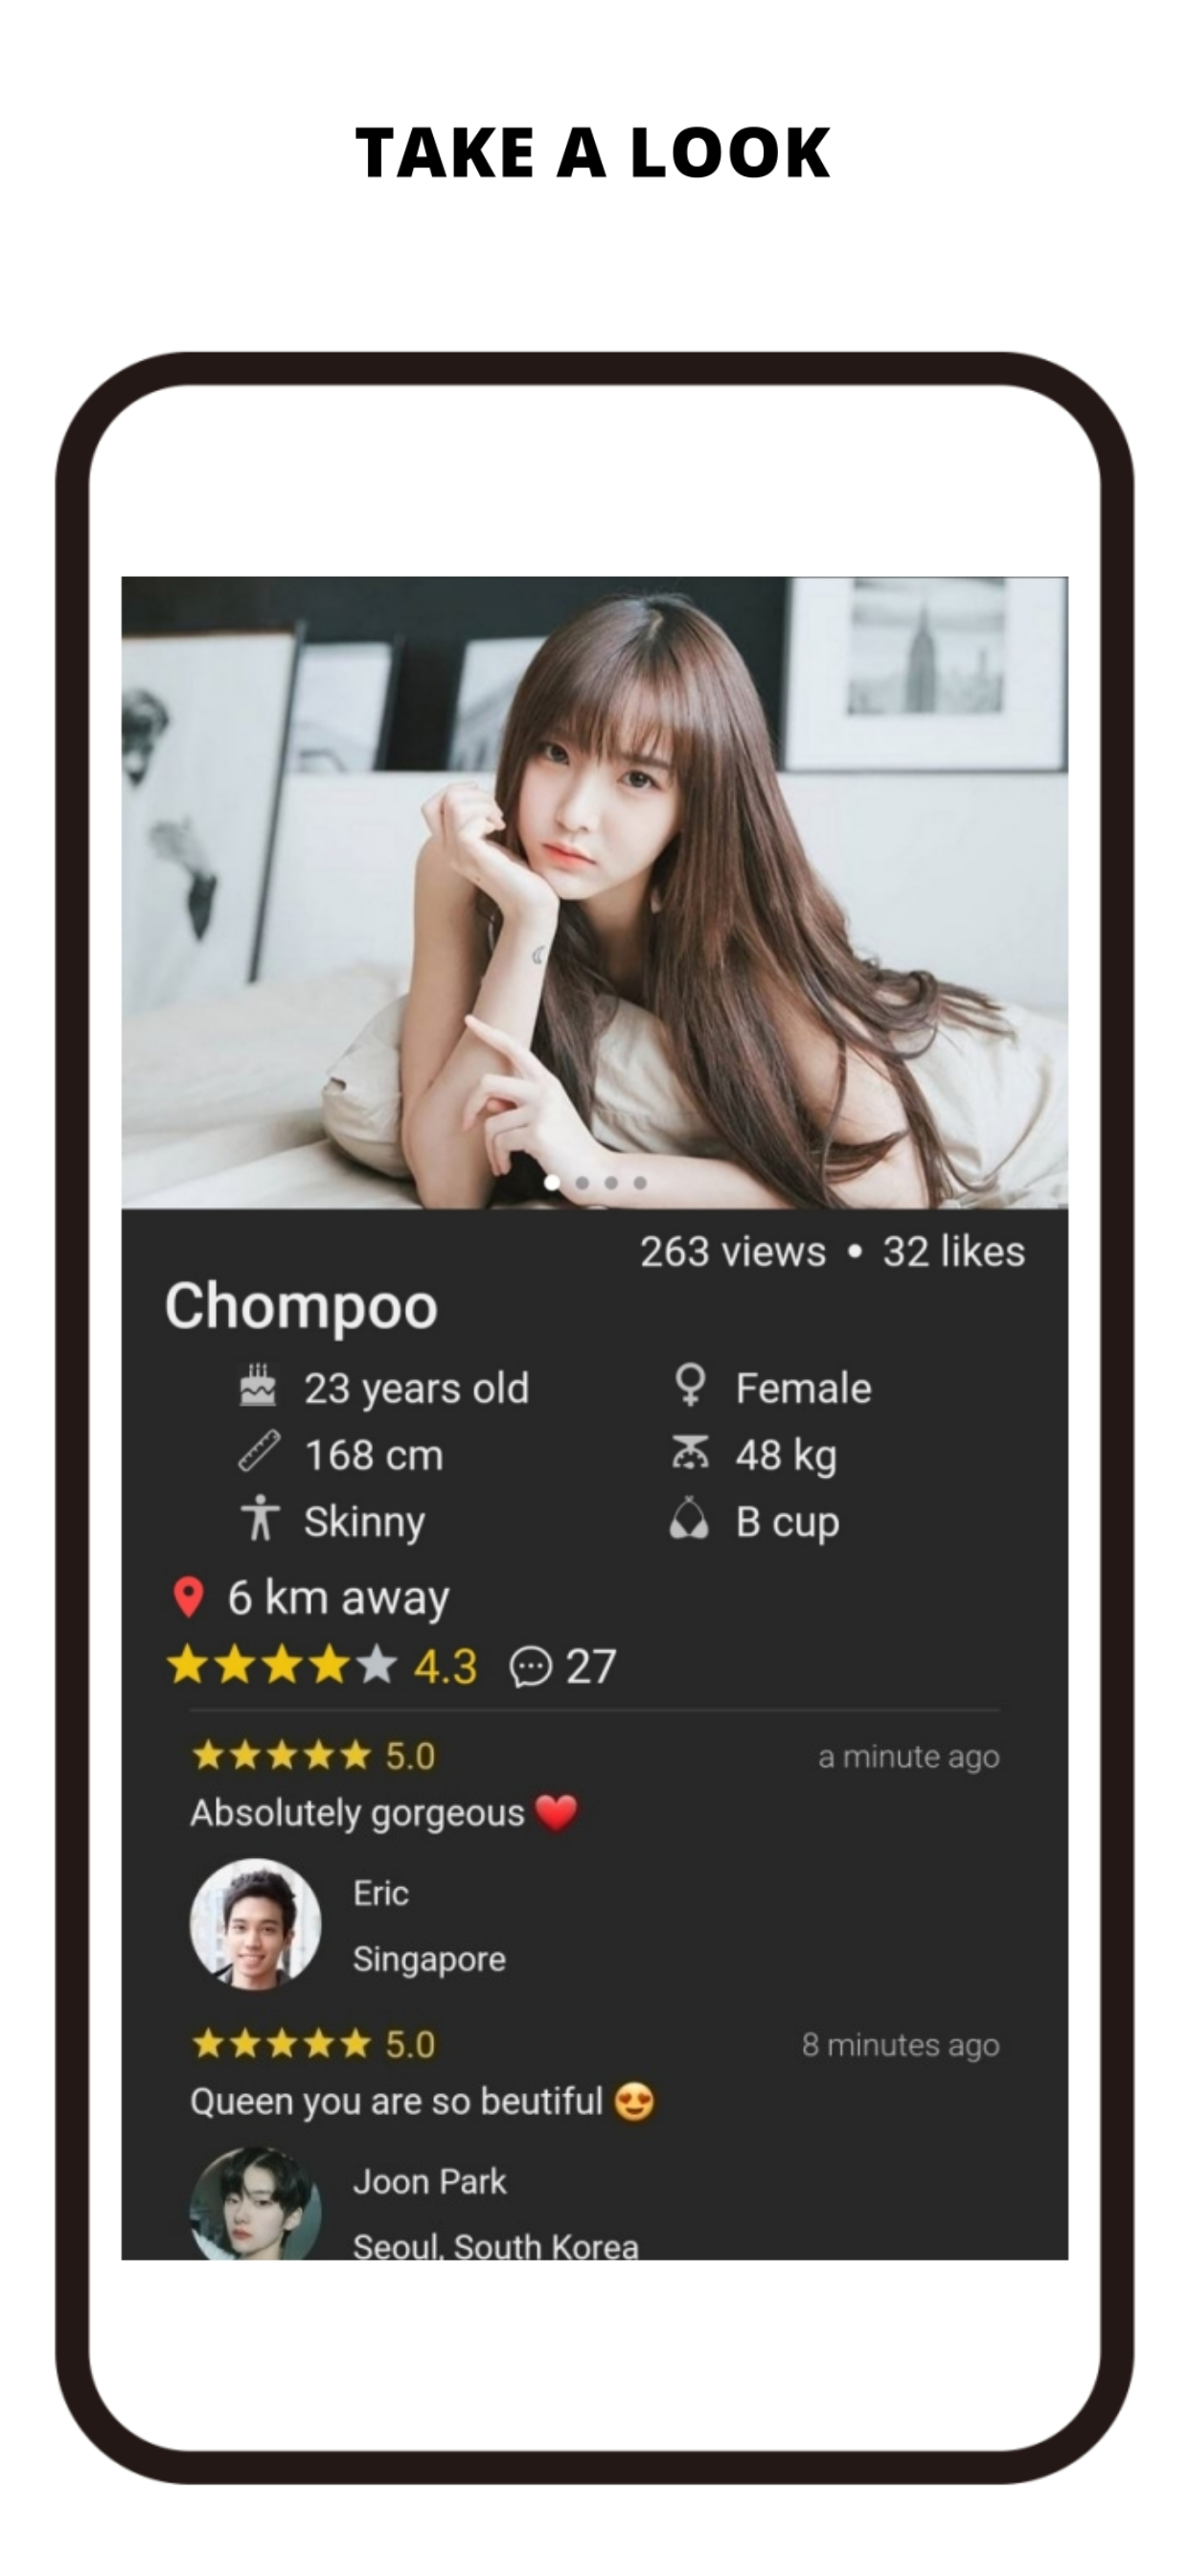 TAKE A LOOK
263 views • 32 likes
Chompoo
23 years old
Female
168 cm
48 kg
Skinny
B cup
6 km away
4.3 27
5.0 a minute ago
Absolutely gorgeous ❤️
Eric
Singapore
5.0 8 minutes ago
Queen you are so beutiful 😍
Joon Park
Seoul, South Korea